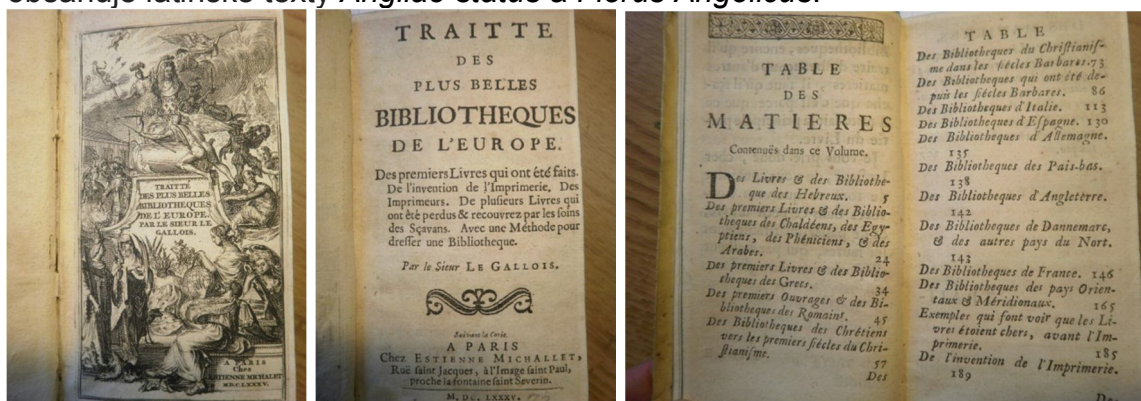 obsahuje latinské texty Angliae statue a Floras Angelicus.
TRAITTÉ
DES PLUS BELLES
BIBLIOTHEQUES
DE L'EUROPE.
PAR LE SIEUR LE
GALLOIS.
A PARIS
Chez
ESTIENNE MICHALET
MDCLXXXV.
TRAITTE
DES
PLUS BELLES
BIBLIOTHEQUES
DE L'EUROPE.
Des premiers Livres qui ont été faits.
De l'invention de l'Imprimerie. Des
Imprimeurs. De plusieurs Livres qui
ont été perdus & recouvrez par les soins
des Sçavans. Avec une Méthode pour
dresser une Bibliotheque.
Par le Sieur LE GALLOIS.
Suivant la Copie.
A PARIS
Chez ESTIENNE MICHALLET,
Ruë saint Jacques, à l'Image saint Paul,
proche la fontaine saint Severin.
M. DC. LXXXV.
TABLE
DES
MATIERES
Contenuës dans ce Volume.
Des Livres & des Bibliothe-
que des Hebreux. 5
Des premiers Livres & des Biblio-
theques des Chaldéens, des Egy-
ptiens, des Phéniciens, & des
Arabes. 24
Des premiers Livres & des Biblio-
theques des Grecs. 34
Des premiers Ouvrages & des Bi-
bliotheques des Romains. 45
Des Bibliotheques des Chrétiens
vers les premiers siécles du Chri-
stianisme. 57
Des
TABLE
Des Bibliotheques du Christianis-
me dans les siécles Barbares. 73
Des Bibliotheques qui ont été de-
puis les siécles Barbares. 86
Des Bibliotheques d'Italie. 113
Des Bibliotheques d'Espagne. 130
Des Bibliotheques d'Allemagne.
135
Des Bibliotheques des Païs-bas.
138
Des Bibliotheques d'Angleterre.
142
Des Bibliotheques de Dannemarc,
& des autres pays du Nort.
143
Des Bibliotheques de France. 146
Des Bibliotheques des pays Orien-
taux & Méridionaux. 165
Exemples qui font voir que les Li-
vres étoient chers, avant l'Im-
primerie. 185
De l'invention de l'Imprimerie.
189